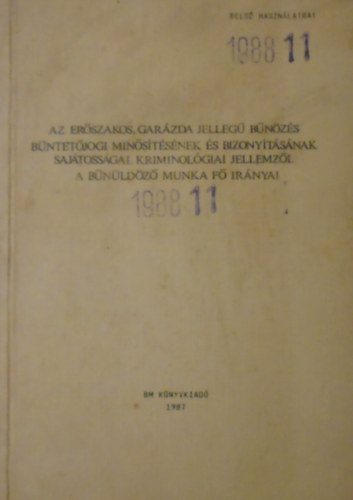 BELSŐ HASZNÁLATRA!
1988 11
AZ ERŐSZAKOS, GARÁZDA JELLEGŰ BŰNÖZÉS
BÜNTETŐJOGI MINŐSÍTÉSÉNEK ÉS BIZONYÍTÁSÁNAK
SAJÁTOSSÁGAI, KRIMINOLÓGIAI JELLEMZŐI.
A BŰNÜLDÖZŐ MUNKA FŐ IRÁNYAI
1988 11
BM KÖNYVKIADÓ
1987